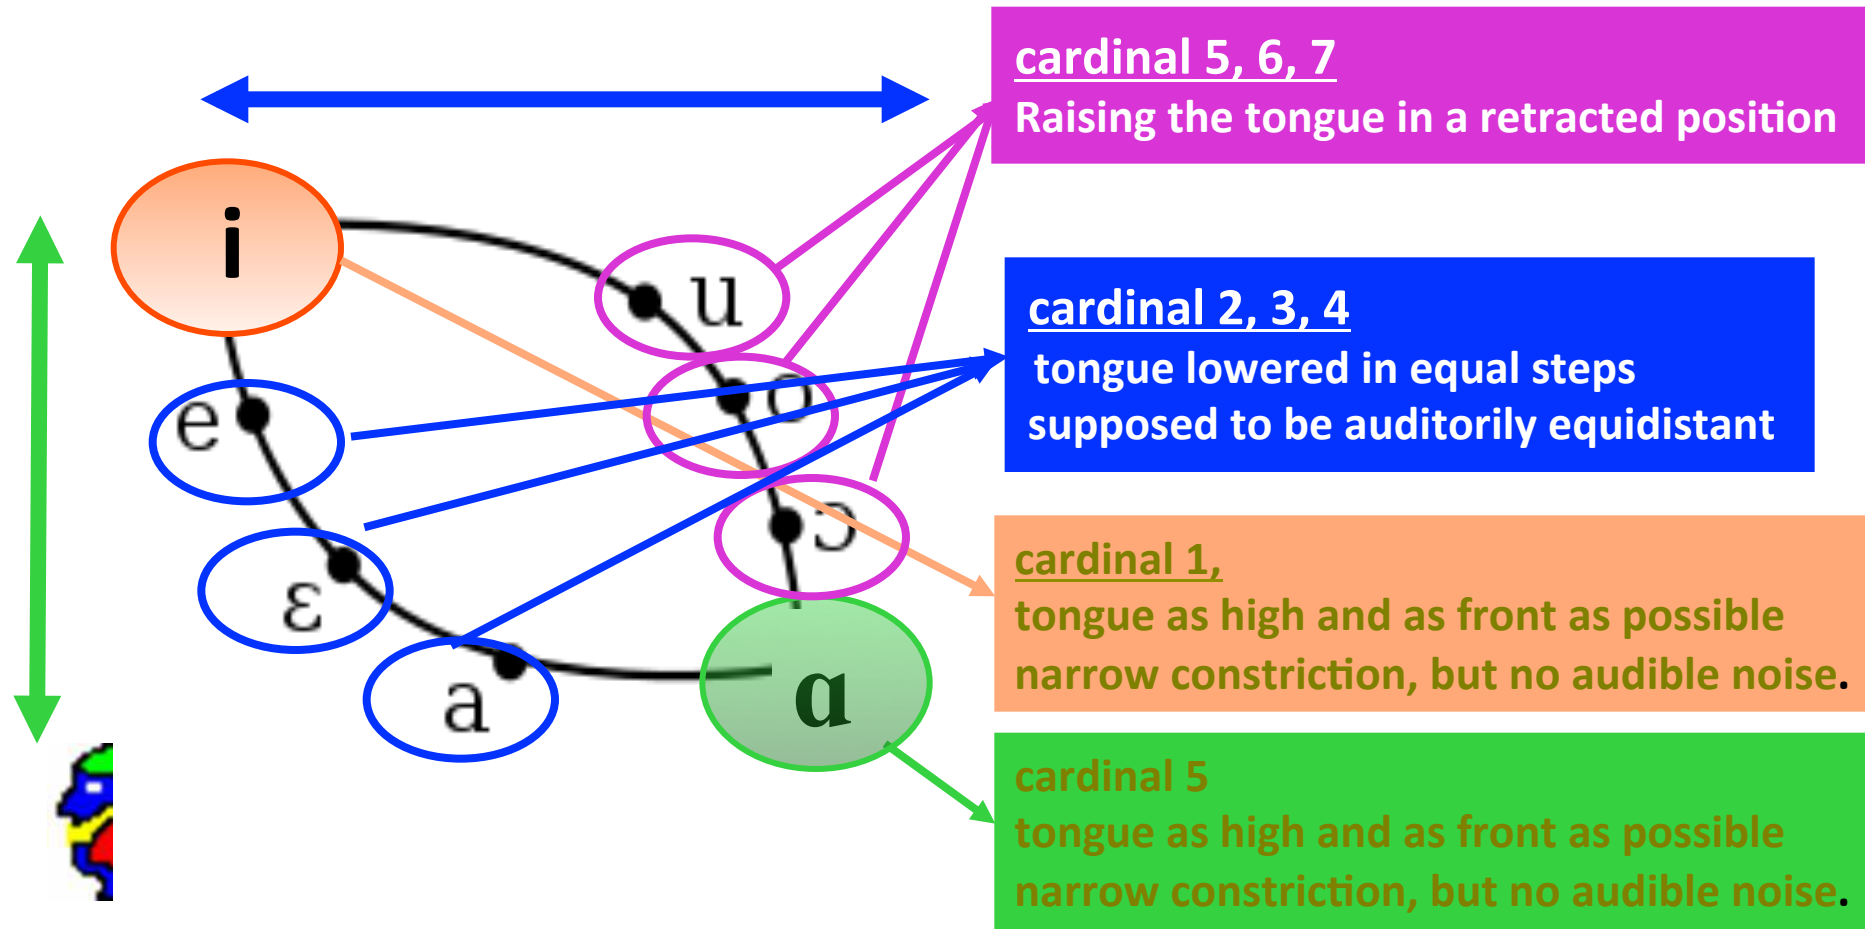 cardinal 5, 6, 7
Raising the tongue in a retracted position
i
u
cardinal 2, 3, 4
tongue lowered in equal steps
supposed to be auditorily equidistant
e
o
ɔ
ɛ
cardinal 1,
tongue as high and as front as possible
narrow constriction, but no audible noise.
a
ɑ
cardinal 5
tongue as high and as front as possible
narrow constriction, but no audible noise.